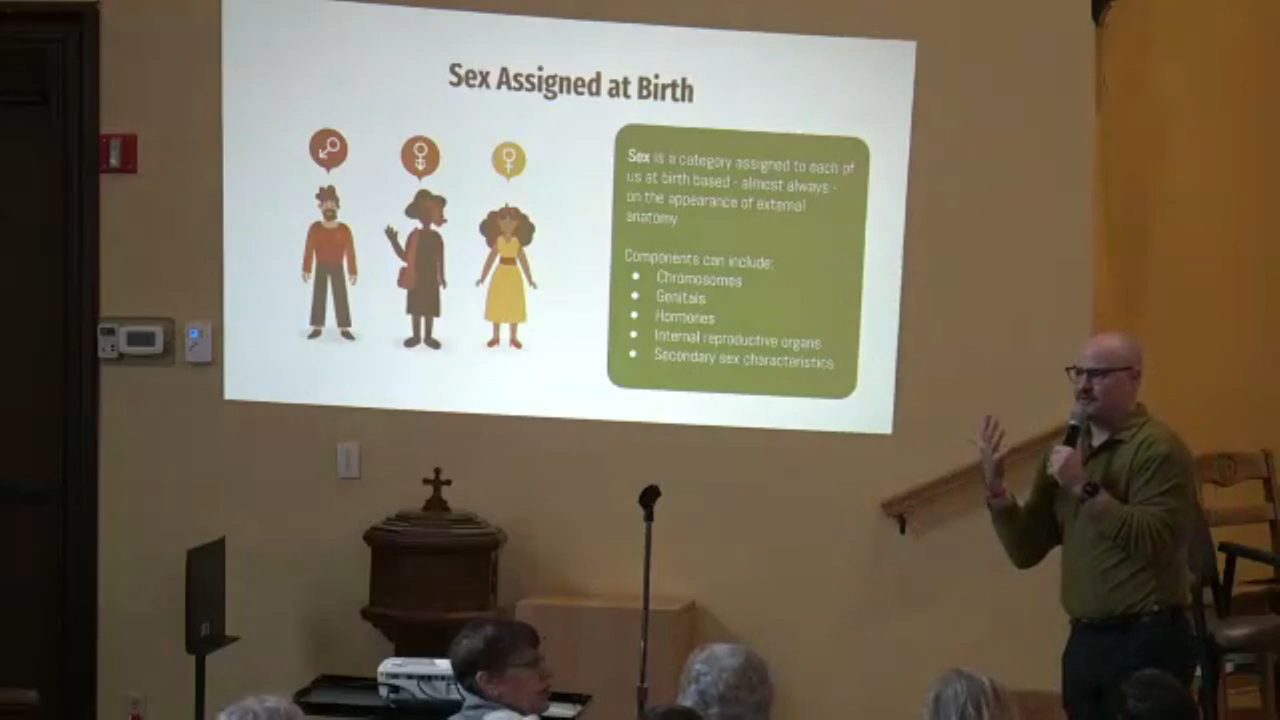 Sex Assigned at Birth
Sex is a category assigned to each of
us at birth based - almost always -
on the appearance of external
anatomy
Components can include:
Chromosomes
Genitals
Hormones
Internal reproductive organs
Secondary sex characteristics